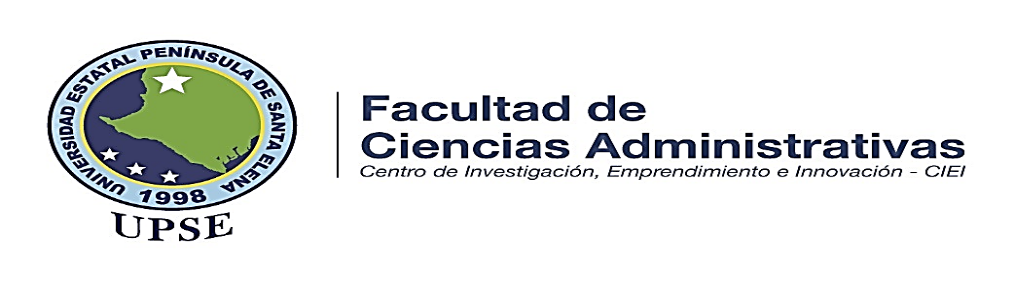 UNIVERSIDAD ESTATAL PENÍNSULA DE SANTA ELENA
1998
UPSE
Facultad de
Ciencias Administrativas
Centro de Investigación, Emprendimiento e Innovación - CIEI